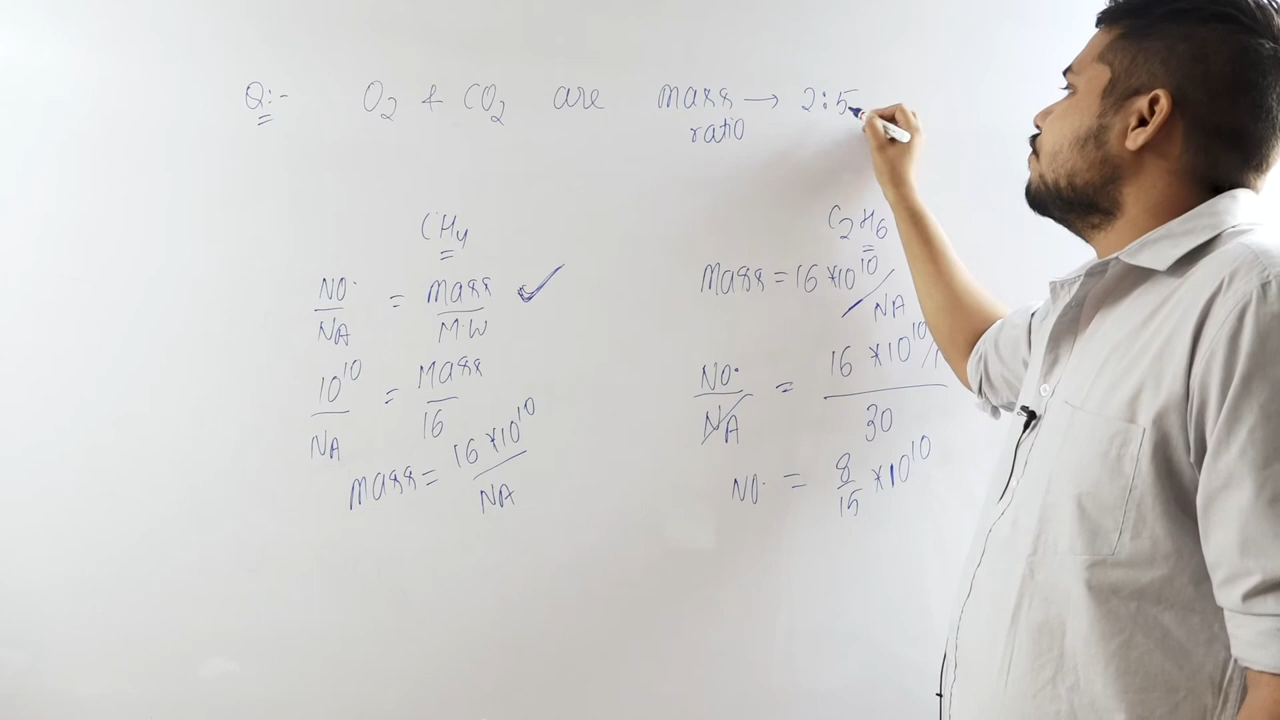 Q:- O2 & CO2 are mass → 2:5
ratio
CH4
NO. / NA = mass / M.W
10^10 / NA = Mass / 16
mass = 16 * 10^10 / NA
C2H6
Mass = 16 * 10^10 / NA
NO. / NA = 16 * 10^10 / 30
NO. = 8/15 * 10^10